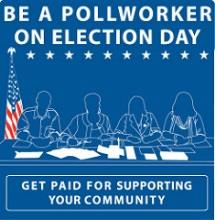 BE A POLLWORKER
ON ELECTION DAY
GET PAID FOR SUPPORTING
YOUR COMMUNITY